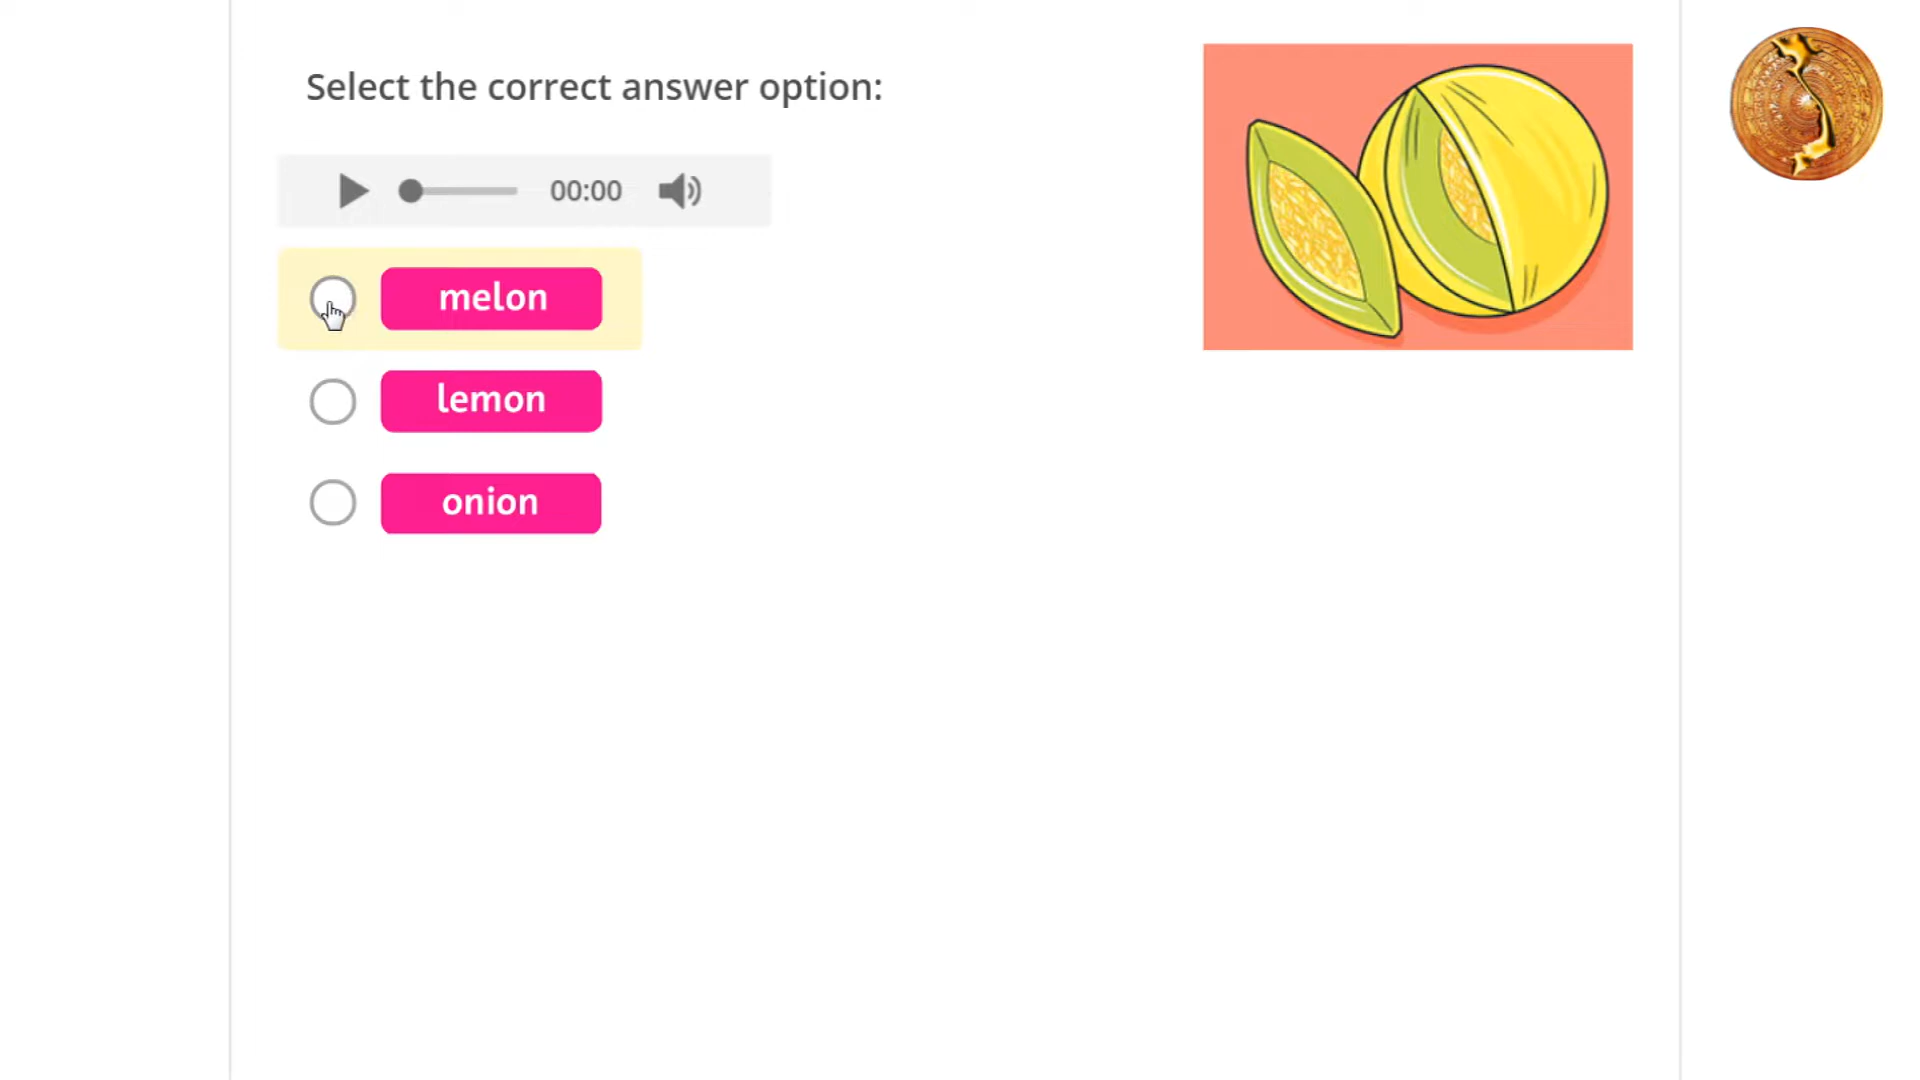 Select the correct answer option:
00:00
melon
lemon
onion